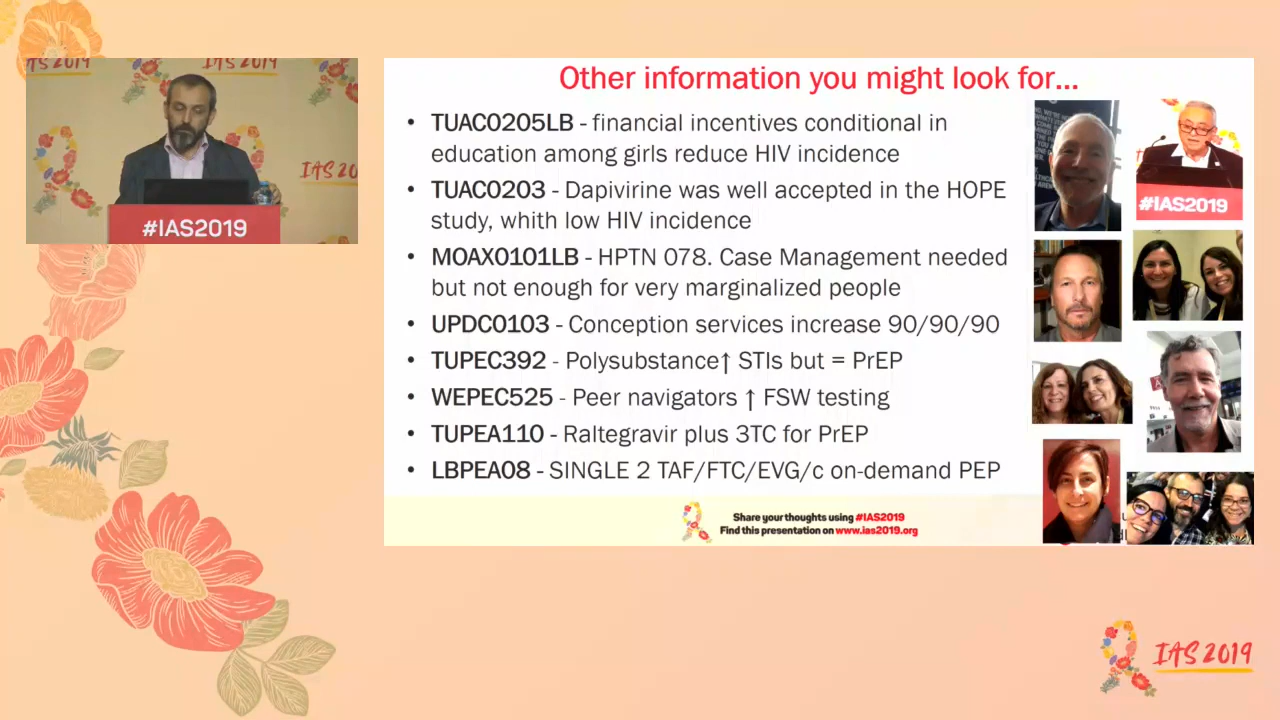 IAS 2019
IAS 2019
IAS 20
#IAS2019
Other information you might look for...
• TUAC0205LB - financial incentives conditional in
education among girls reduce HIV incidence
• TUAC0203 - Dapivirine was well accepted in the HOPE
study, whith low HIV incidence
• MOAX0101LB - HPTN 078. Case Management needed
but not enough for very marginalized people
• UPDC0103 - Conception services increase 90/90/90
• TUPEC392 - Polysubstance↑ STIs but = PrEP
• WEPEC525 - Peer navigators ↑ FSW testing
• TUPEA110 - Raltegravir plus 3TC for PrEP
• LBPEA08 - SINGLE 2 TAF/FTC/EVG/c on-demand PEP
#IAS2019
Share your thoughts using #IAS2019
Find this presentation on www.ias2019.org
IAS 2019